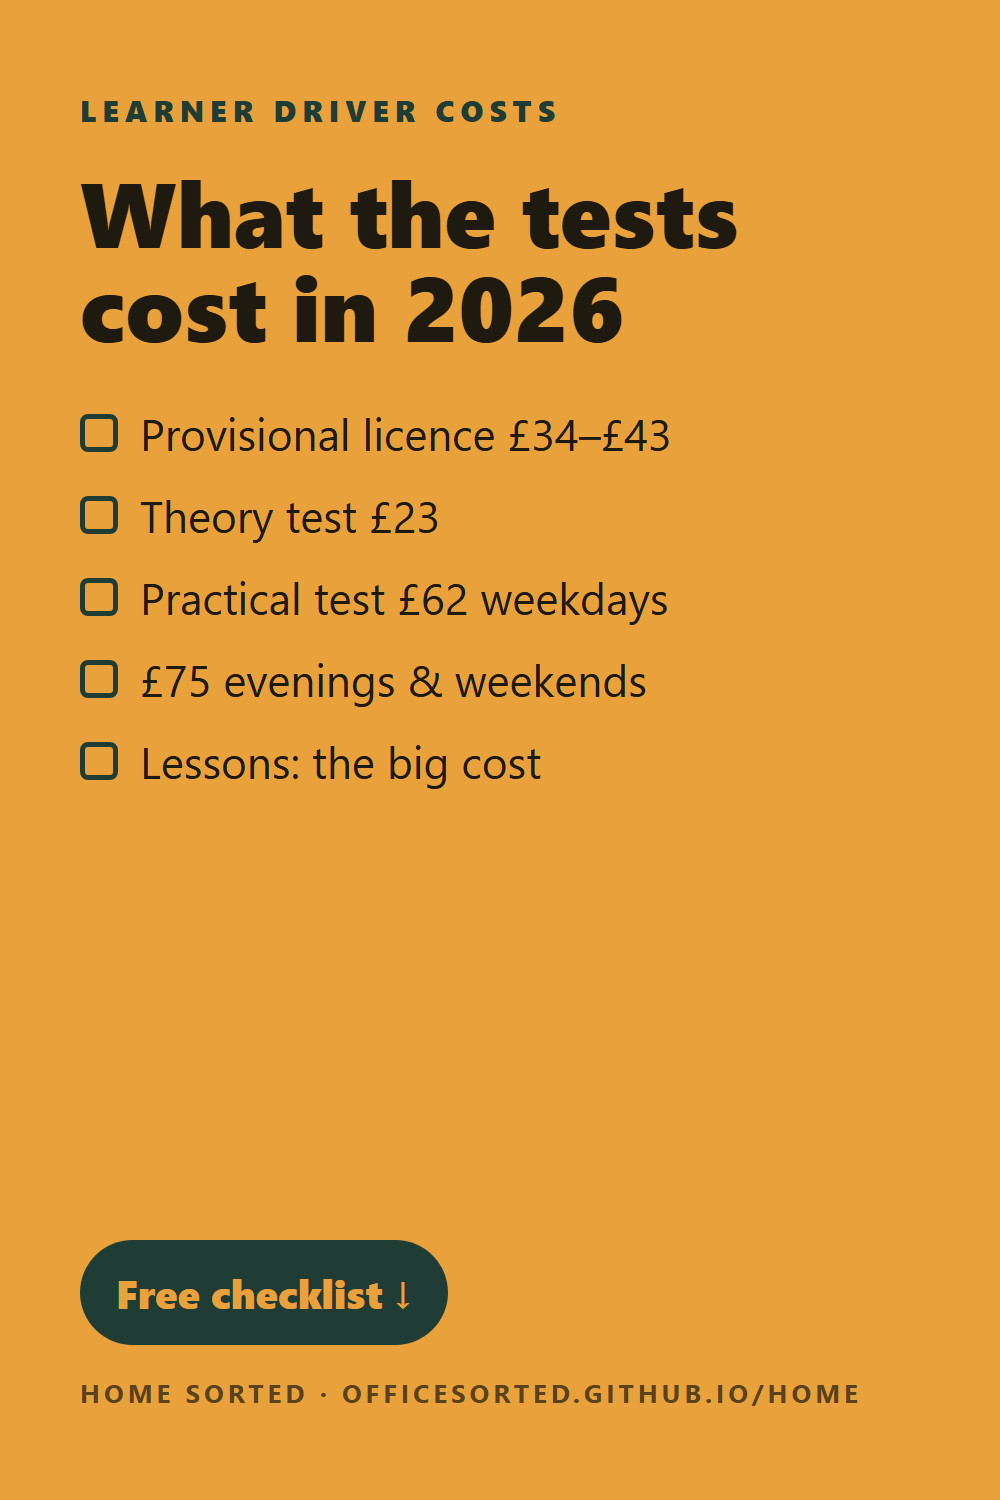 LEARNER DRIVER COSTS
What the tests
cost in 2026
Provisional licence £34–£43
Theory test £23
Practical test £62 weekdays
£75 evenings & weekends
Lessons: the big cost
Free checklist ↓
HOME SORTED · OFFICESORTED.GITHUB.IO/HOME